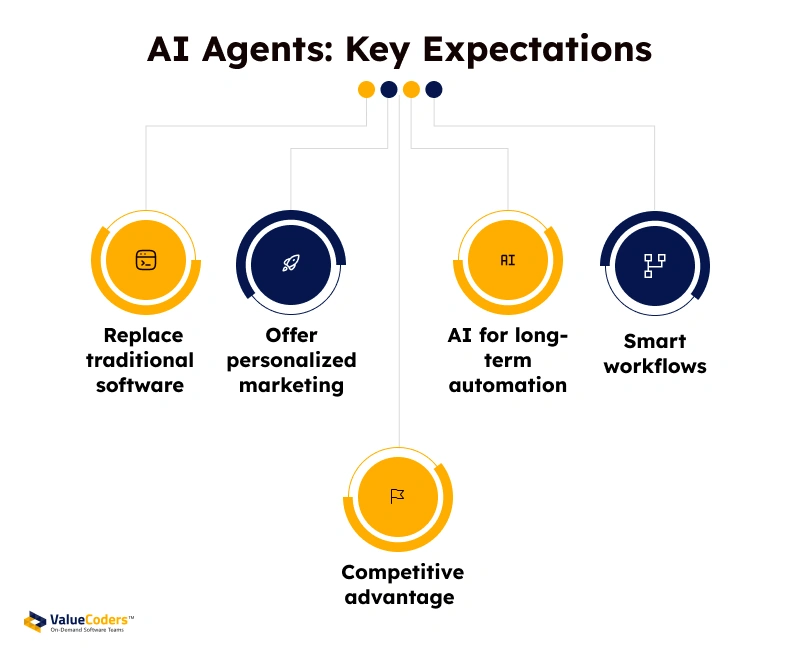 AI Agents: Key Expectations
Replace
traditional
software
Offer
personalized
marketing
AI
AI for long-
term
automation
Smart
workflows
Competitive
advantage
ValueCoders™
On-Demand Software Teams